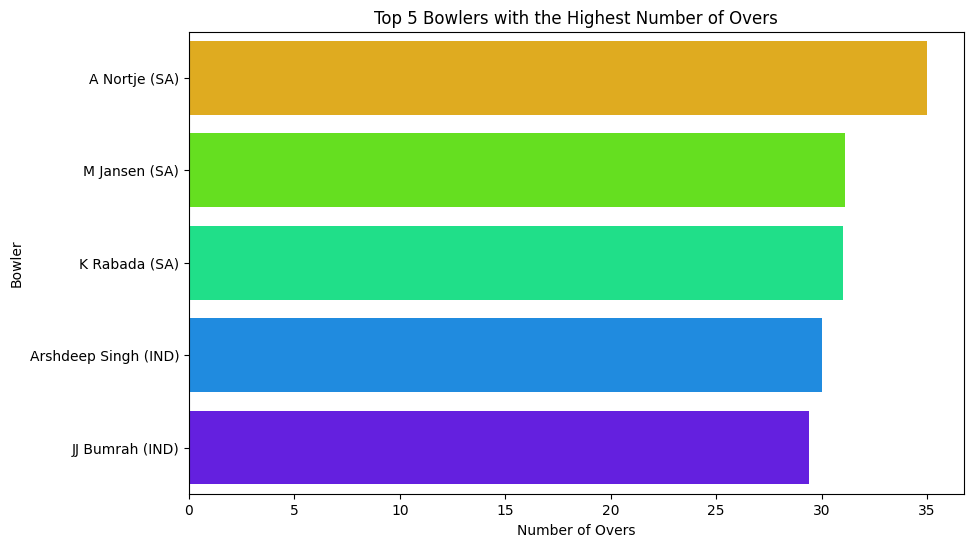 Top 5 Bowlers with the Highest Number of Overs
Bowler
A Nortje (SA)
M Jansen (SA)
K Rabada (SA)
Arshdeep Singh (IND)
JJ Bumrah (IND)
0 5 10 15 20 25 30 35
Number of Overs